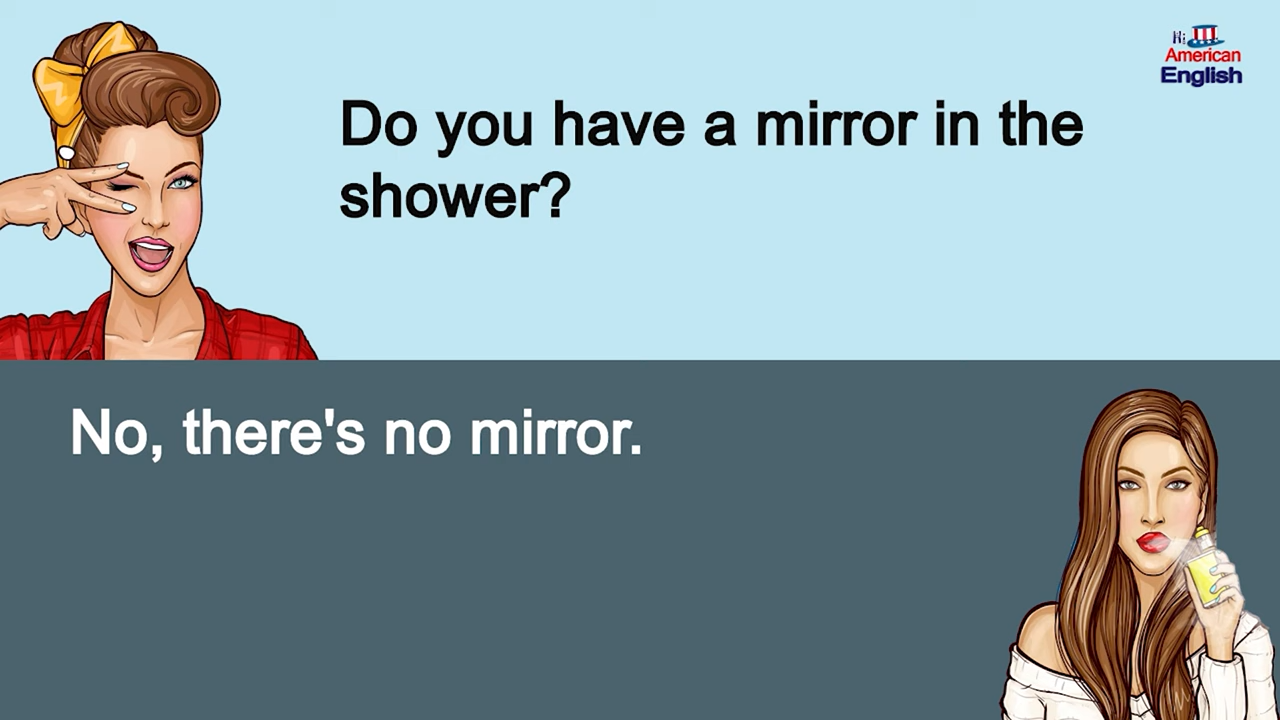 Hi
American
English
Do you have a mirror in the
shower?
No, there's no mirror.